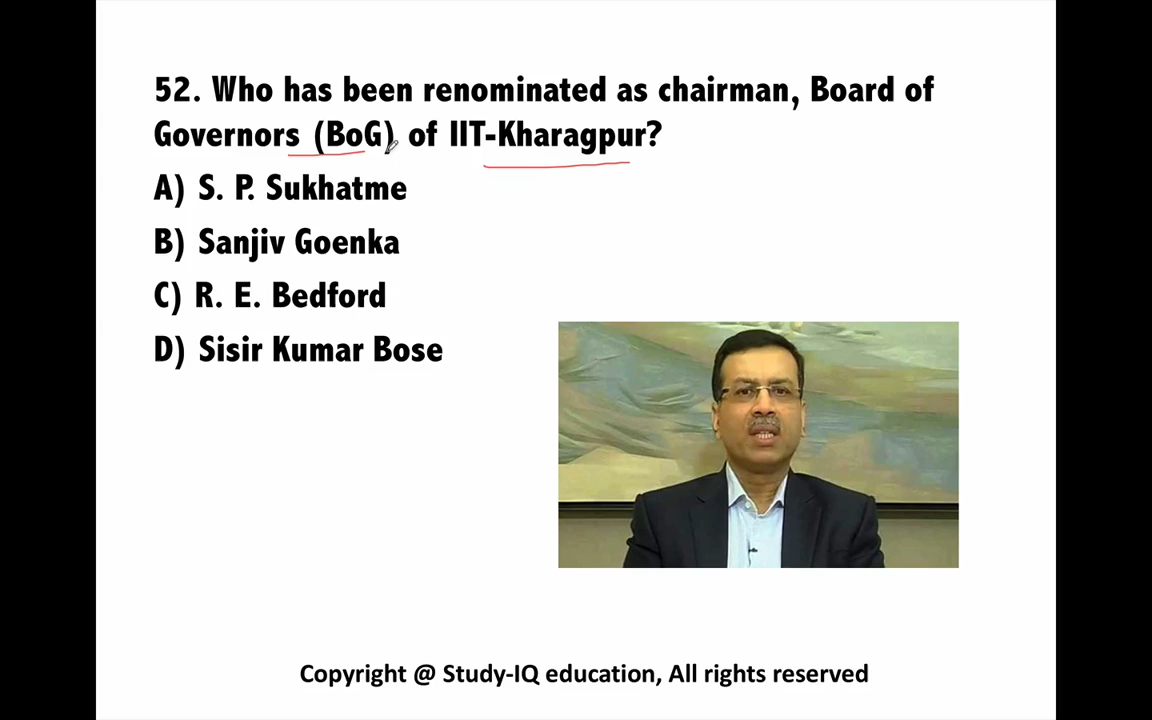 52. Who has been renominated as chairman, Board of
Governors (BoG) of IIT-Kharagpur?
A) S. P. Sukhatme
B) Sanjiv Goenka
C) R. E. Bedford
D) Sisir Kumar Bose
Copyright @ Study-IQ education, All rights reserved